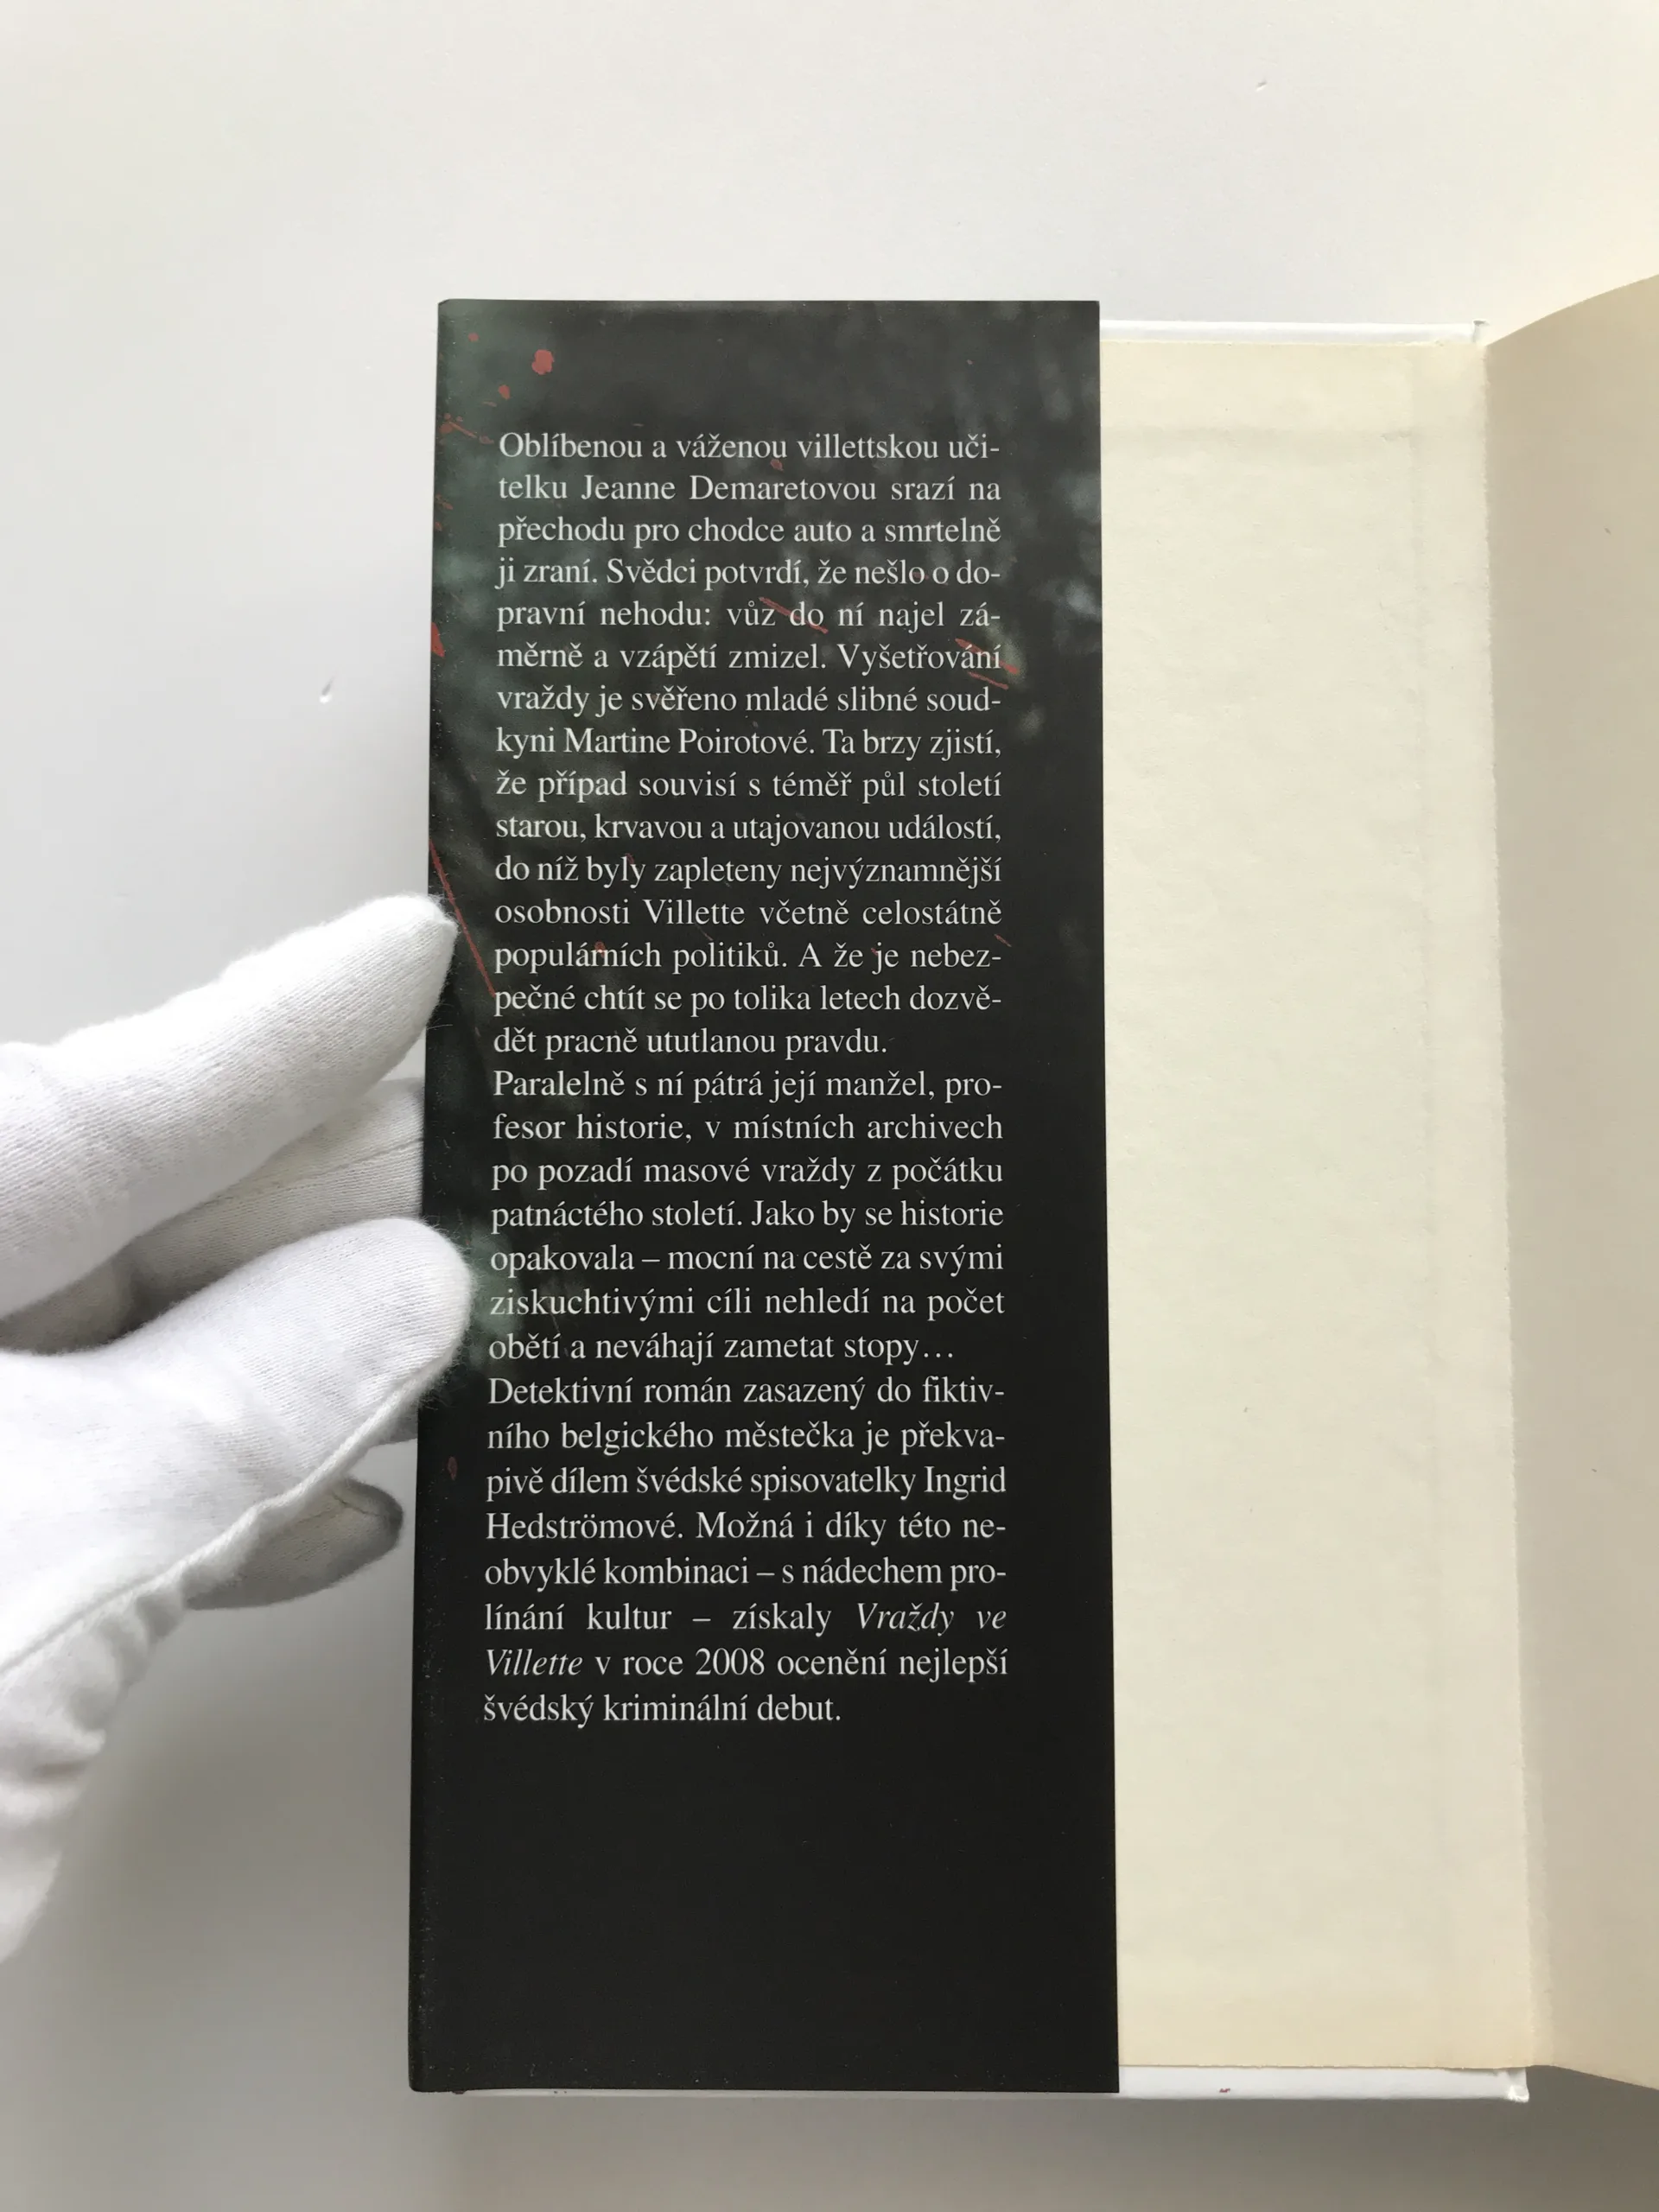 Oblíbenou a váženou villettskou uči-
telku Jeanne Demaretovou srazí na
přechodu pro chodce auto a smrtelně
ji zraní. Svědci potvrdí, že nešlo o do-
pravní nehodu: vůz do ní najel zá-
měrně a vzápětí zmizel. Vyšetřování
vraždy je svěřeno mladé slibné soud-
kyni Martine Poirotové. Ta brzy zjistí,
že případ souvisí s téměř půl století
starou, krvavou a utajovanou událostí,
do níž byly zapleteny nejvýznamnější
osobnosti Villette včetně celostátně
populárních politiků. A že je nebez-
pečné chtít se po tolika letech dozvě-
dět pracně ututlanou pravdu.
Paralelně s ní pátrá její manžel, pro-
fesor historie, v místních archivech
po pozadí masové vraždy z počátku
patnáctého století. Jako by se historie
opakovala – mocní na cestě za svými
ziskuchtivými cíli nehledí na počet
obětí a neváhají zametat stopy…
Detektivní román zasazený do fiktiv-
ního belgického městečka je překva-
pivě dílem švédské spisovatelky Ingrid
Hedströmové. Možná i díky této ne-
obvyklé kombinaci – s nádechem pro-
línání kultur – získaly Vraždy ve
Villette v roce 2008 ocenění nejlepší
švédský kriminální debut.